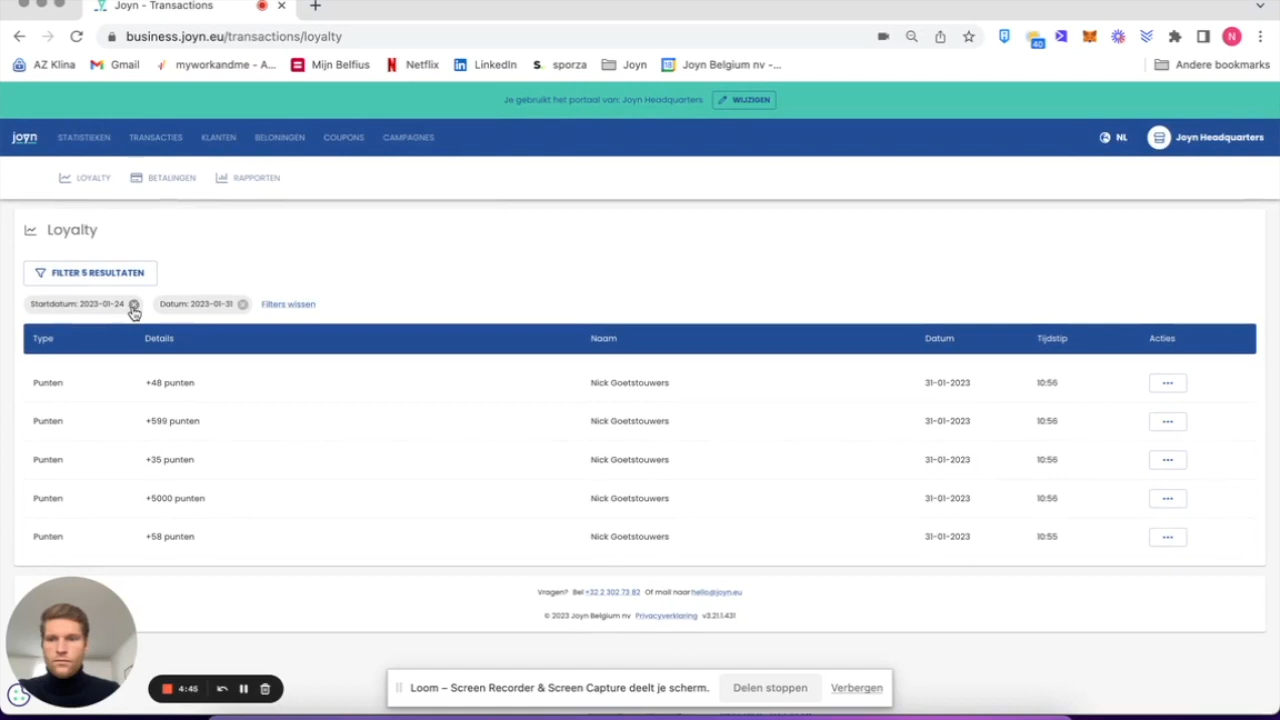 Joyn - Transactions
business.joyn.eu/transactions/loyalty
40
N
AZ Klina
Gmail
myworkandme - A...
Mijn Belfius
Netflix
LinkedIn
sporza
Joyn
18
Joyn Belgium nv -...
Andere bookmarks
Je gebruikt het portaal van: Joyn Headquarters
WIJZIGEN
joyn
STATISTIEKEN
TRANSACTIES
KLANTEN
BELONINGEN
COUPONS
CAMPAGNES
NL
Joyn Headquarters
LOYALTY
BETALINGEN
RAPPORTEN
Loyalty
FILTER 5 RESULTATEN
Startdatum: 2023-01-24
Datum: 2023-01-31
Filters wissen
Type Details Naam Datum Tijdstip Acties
Punten +48 punten Nick Goetstouwers 31-01-2023 10:56
Punten +599 punten Nick Goetstouwers 31-01-2023 10:56
Punten +35 punten Nick Goetstouwers 31-01-2023 10:56
Punten +5000 punten Nick Goetstouwers 31-01-2023 10:56
Punten +58 punten Nick Goetstouwers 31-01-2023 10:55
Vragen? Bel +32 2 302 73 82 Of mail naar hello@joyn.eu
© 2023 Joyn Belgium nv Privacyverklaring v3.21.1.431
4:45
Loom – Screen Recorder & Screen Capture deelt je scherm.
Delen stoppen
Verbergen